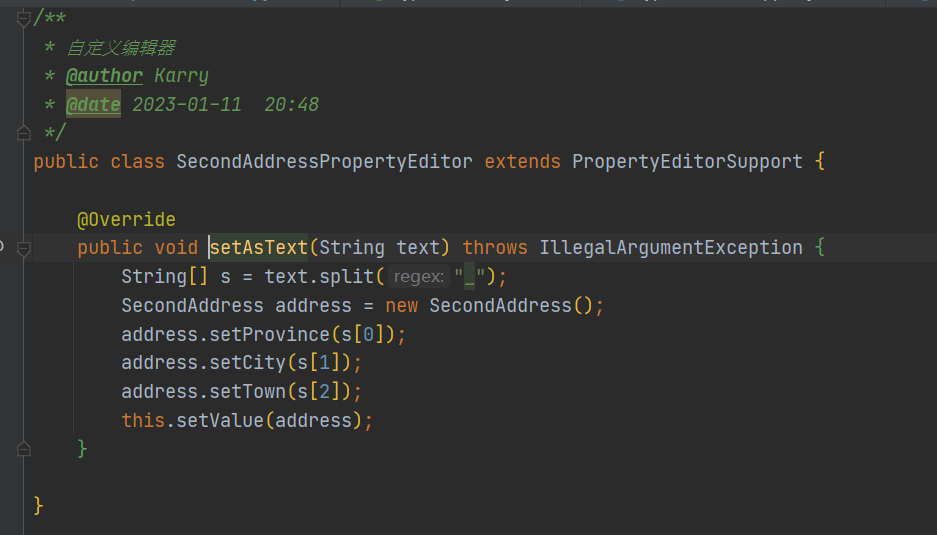 /**
 * 自定义编辑器
 * @author Karry
 * @date 2023-01-11  20:48
 */
public class SecondAddressPropertyEditor extends PropertyEditorSupport {
    @Override
    public void setAsText(String text) throws IllegalArgumentException {
        String[] s = text.split( regex: "_");
        SecondAddress address = new SecondAddress();
        address.setProvince(s[0]);
        address.setCity(s[1]);
        address.setTown(s[2]);
        this.setValue(address);
    }
}